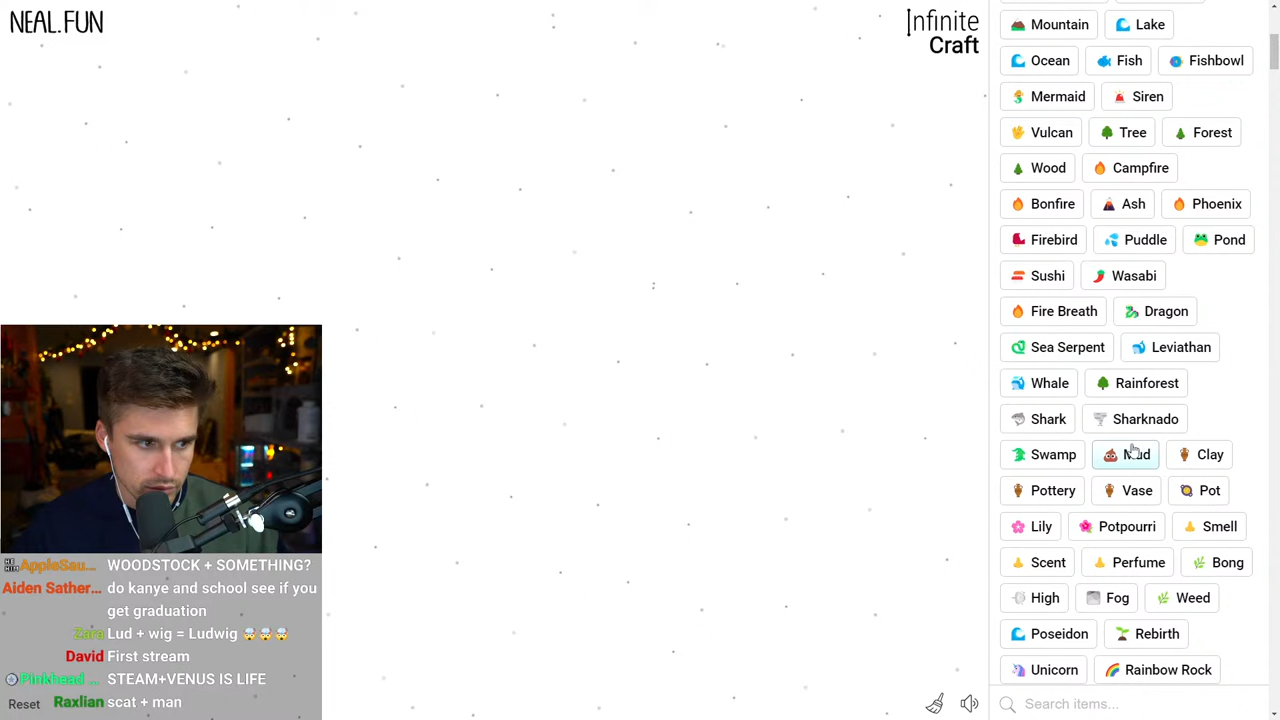 NEAL.FUN
Infinite
Craft
Mountain Lake
Ocean Fish Fishbowl
Mermaid Siren
Vulcan Tree Forest
Wood Campfire
Bonfire Ash Phoenix
Firebird Puddle Pond
Sushi Wasabi
Fire Breath Dragon
Sea Serpent Leviathan
Whale Rainforest
Shark Sharknado
Swamp Mud Clay
Pottery Vase Pot
Lily Potpourri Smell
Scent Perfume Bong
High Fog Weed
Poseidon Rebirth
Unicorn Rainbow Rock
Search items...
AppleSau... WOODSTOCK + SOMETHING?
Aiden Sather... do kanye and school see if you
get graduation
Zara Lud + wig = Ludwig 🤯🤯🤯
David First stream
Pinkhead ... STEAM+VENUS IS LIFE
Reset Raxlian scat + man